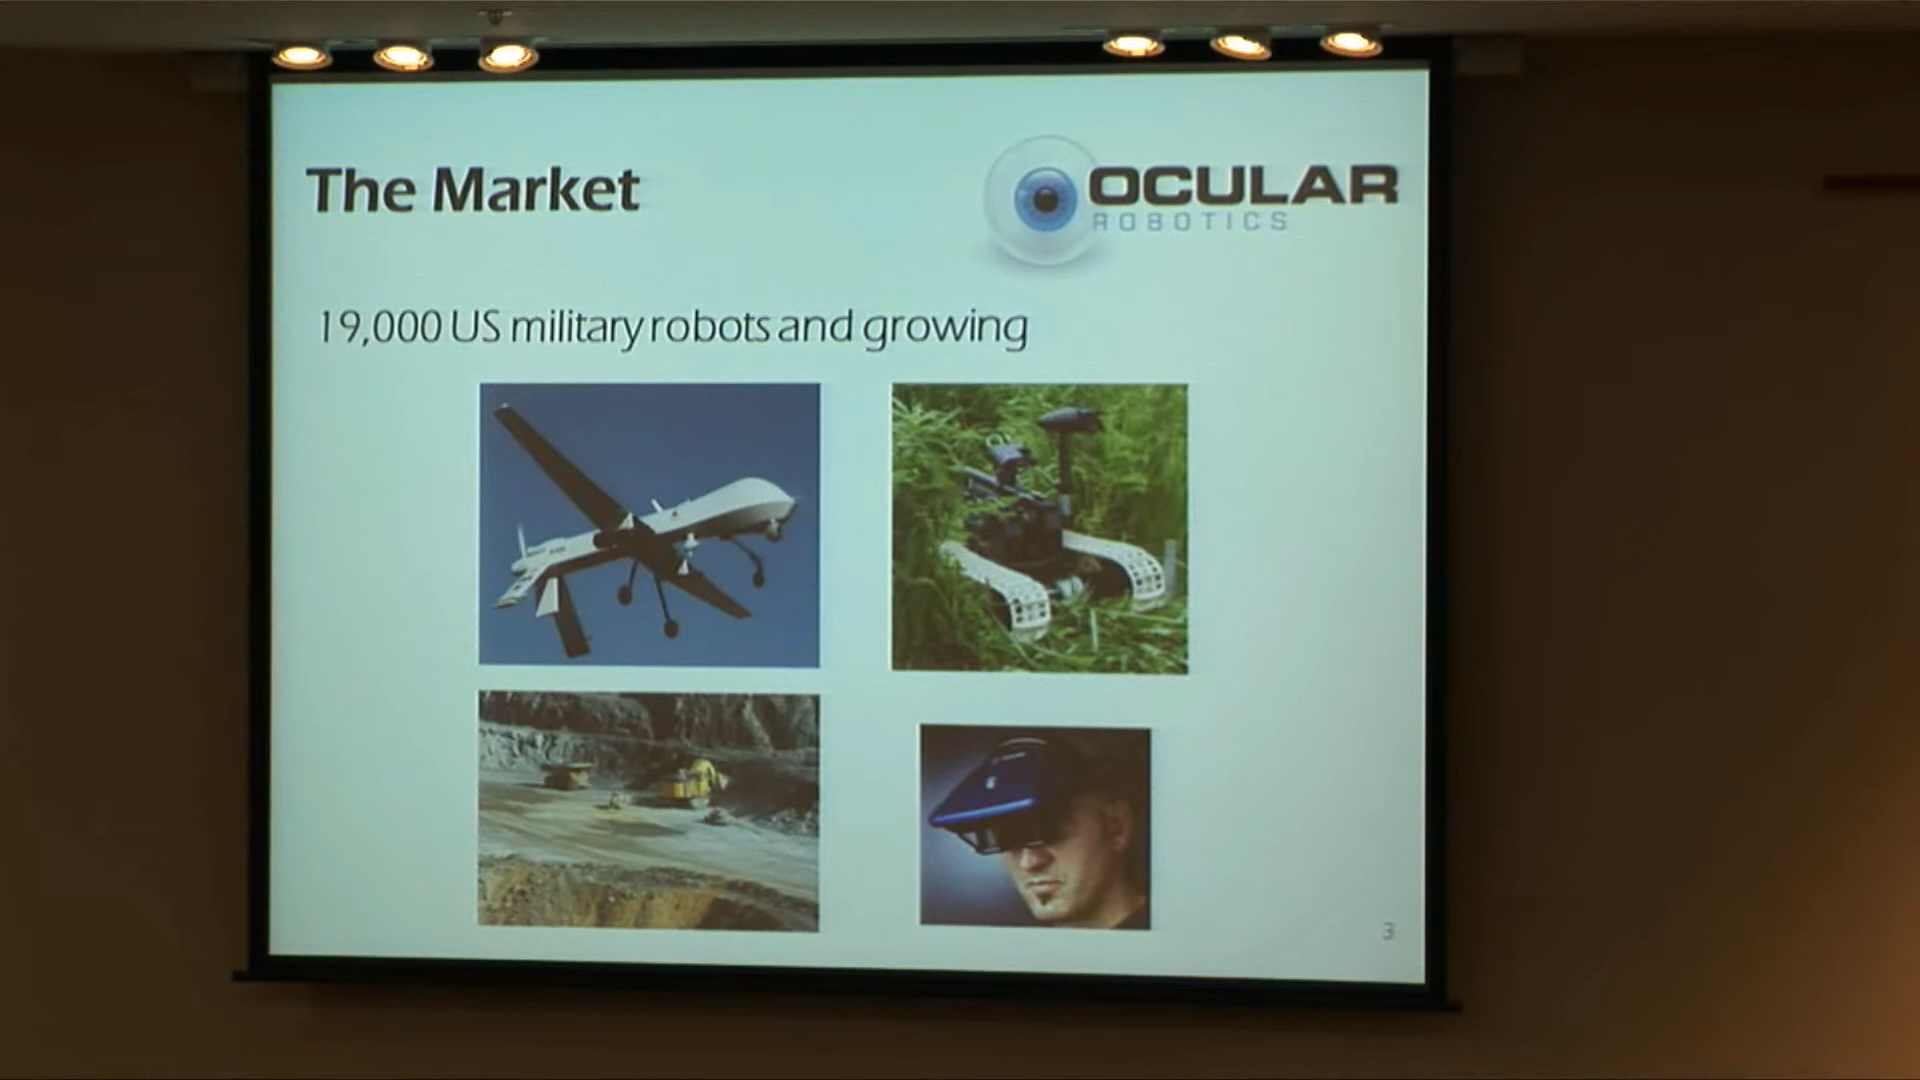 The Market
OCULAR
ROBOTICS
19,000 US military robots and growing
3